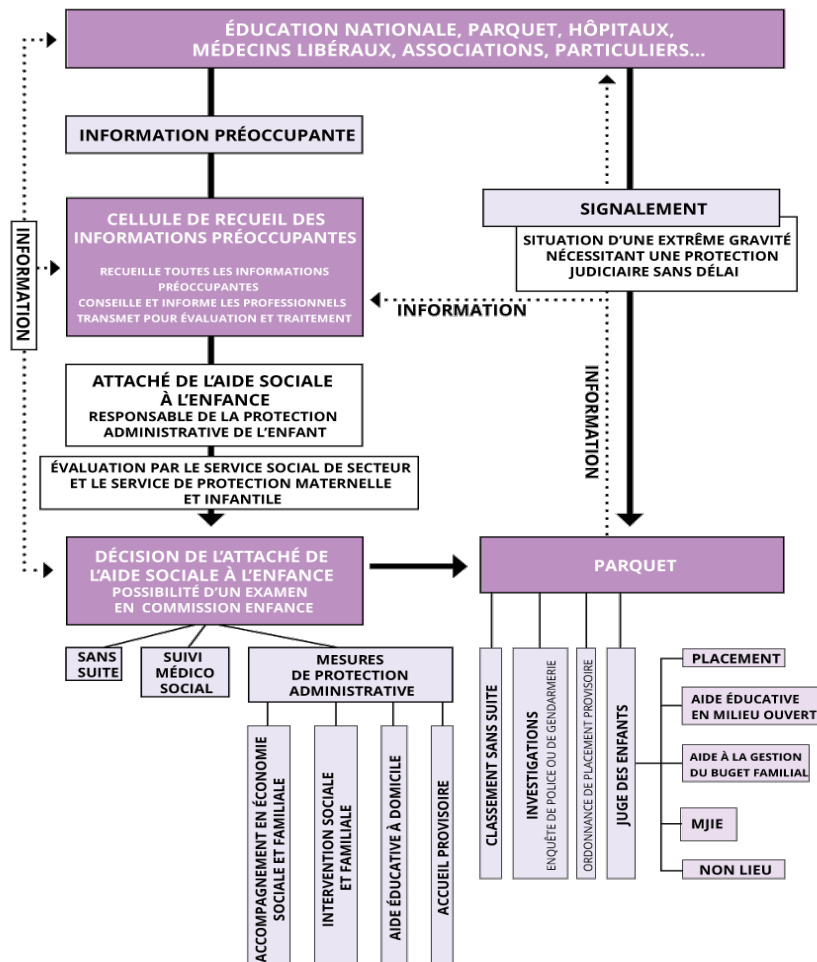 ÉDUCATION NATIONALE, PARQUET, HÔPITAUX,
MÉDECINS LIBÉRAUX, ASSOCIATIONS, PARTICULIERS...
INFORMATION PRÉOCCUPANTE
CELLULE DE RECUEIL DES
INFORMATIONS PRÉOCCUPANTES
RECUEILLE TOUTES LES INFORMATIONS
PRÉOCCUPANTES
CONSEILLE ET INFORME LES PROFESSIONNELS
TRANSMET POUR ÉVALUATION ET TRAITEMENT
SIGNALEMENT
SITUATION D'UNE EXTRÊME GRAVITÉ
NÉCESSITANT UNE PROTECTION
JUDICIAIRE SANS DÉLAI
INFORMATION
INFORMATION
INFORMATION
ATTACHÉ DE L'AIDE SOCIALE
À L'ENFANCE
RESPONSABLE DE LA PROTECTION
ADMINISTRATIVE DE L'ENFANT
ÉVALUATION PAR LE SERVICE SOCIAL DE SECTEUR
ET LE SERVICE DE PROTECTION MATERNELLE
ET INFANTILE
DÉCISION DE L'ATTACHÉ DE
L'AIDE SOCIALE À L'ENFANCE
POSSIBILITÉ D'UN EXAMEN
EN COMMISSION ENFANCE
PARQUET
SANS
SUITE
SUIVI
MÉDICO
SOCIAL
MESURES
DE PROTECTION
ADMINISTRATIVE
ACCOMPAGNEMENT EN ÉCONOMIE
SOCIALE ET FAMILIALE
INTERVENTION SOCIALE
ET FAMILIALE
AIDE ÉDUCATIVE À DOMICILE
ACCUEIL PROVISOIRE
CLASSEMENT SANS SUITE
INVESTIGATIONS
ENQUÊTE DE POLICE OU DE GENDARMERIE
ORDONNANCE DE PLACEMENT PROVISOIRE
JUGE DES ENFANTS
PLACEMENT
AIDE ÉDUCATIVE
EN MILIEU OUVERT
AIDE À LA GESTION
DU BUGET FAMILIAL
MJIE
NON LIEU